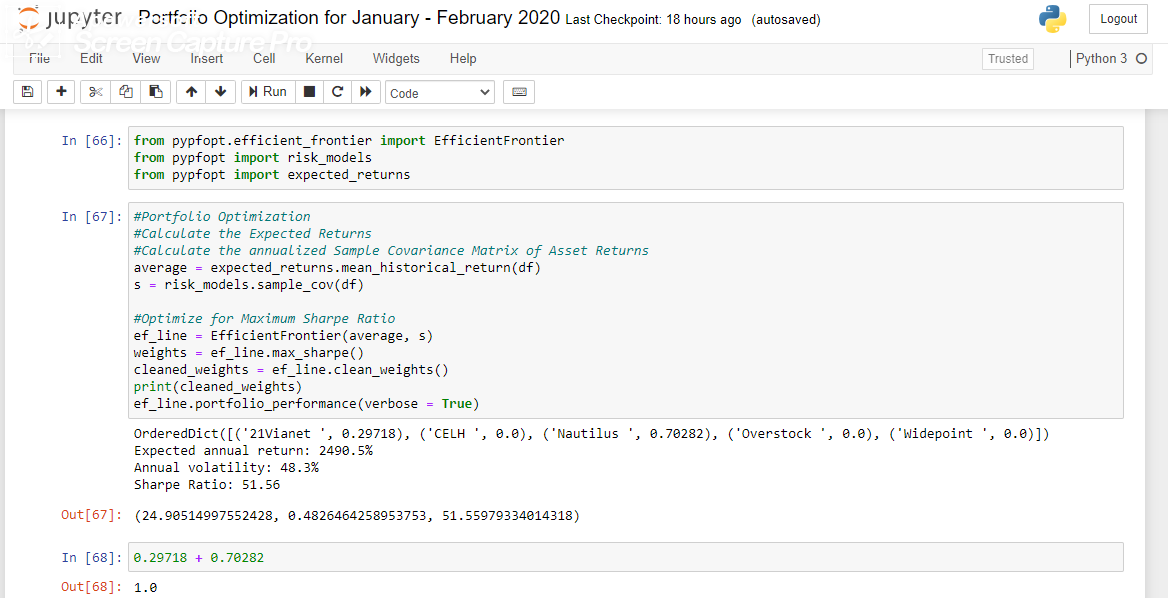 jupyter Portfolio Optimization for January - February 2020 Last Checkpoint: 18 hours ago (autosaved)
Logout
Screen Capture Pro
File Edit View Insert Cell Kernel Widgets Help
Trusted
Python 3
Run
Code
In [66]:
from pypfopt.efficient_frontier import EfficientFrontier
from pypfopt import risk_models
from pypfopt import expected_returns
In [67]:
#Portfolio Optimization
#Calculate the Expected Returns
#Calculate the annualized Sample Covariance Matrix of Asset Returns
average = expected_returns.mean_historical_return(df)
s = risk_models.sample_cov(df)
#Optimize for Maximum Sharpe Ratio
ef_line = EfficientFrontier(average, s)
weights = ef_line.max_sharpe()
cleaned_weights = ef_line.clean_weights()
print(cleaned_weights)
ef_line.portfolio_performance(verbose = True)
OrderedDict([('21Vianet ', 0.29718), ('CELH ', 0.0), ('Nautilus ', 0.70282), ('Overstock ', 0.0), ('Widepoint ', 0.0)])
Expected annual return: 2490.5%
Annual volatility: 48.3%
Sharpe Ratio: 51.56
Out[67]: (24.90514997552428, 0.4826464258953753, 51.55979334014318)
In [68]: 0.29718 + 0.70282
Out[68]: 1.0